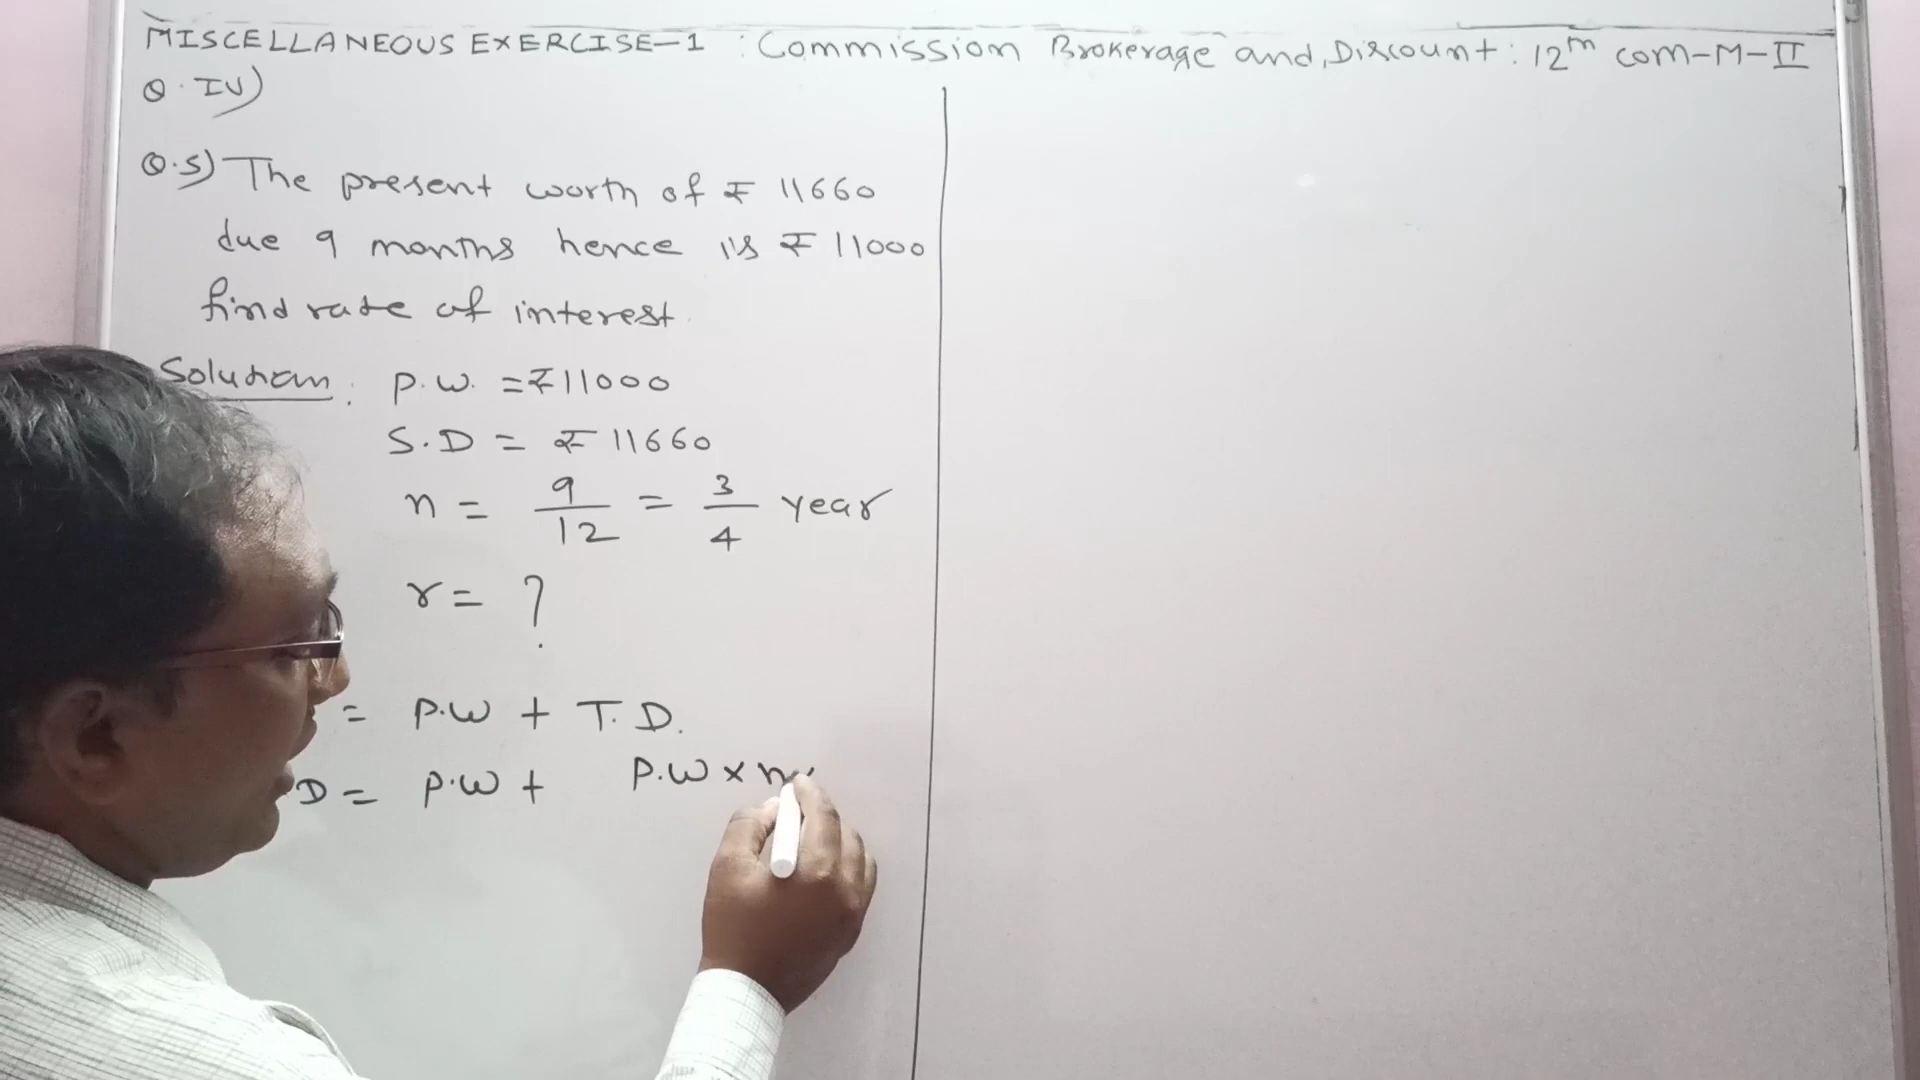 MISCELLANEOUS EXERCISE-1 : Commission Brokerage and Discount : 12th com-M-II
Q. IV)
Q.5) The present worth of ₹ 11660
due 9 months hence is ₹ 11000
find rate of interest.
Solution : P.W. = ₹ 11000
S.D = ₹ 11660
n = 9/12 = 3/4 year
r = ?
= P.W + T.D.
D = P.W + P.W × n